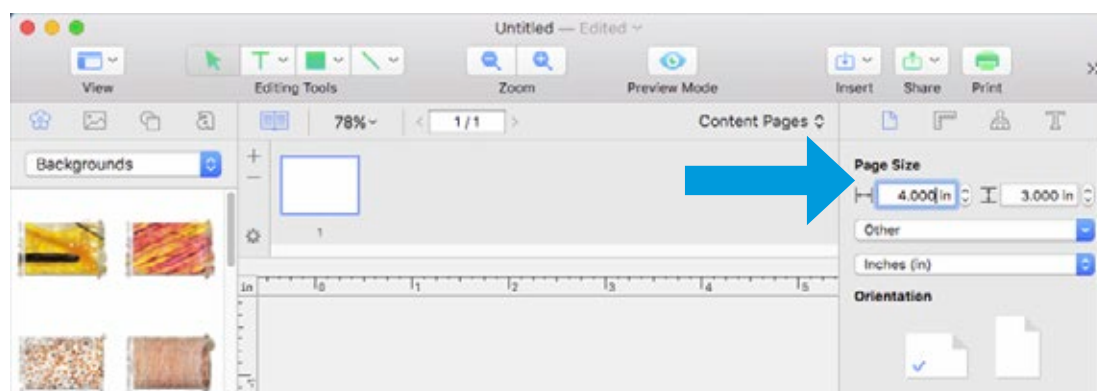 Untitled — Edited
View
Editing Tools
Zoom
Preview Mode
Insert
Share
Print
78%
1/1
Content Pages
Backgrounds
Page Size
4.000 in
3.000 in
1
Other
Inches (in)
in 0 1 2 3 4 5
Orientation